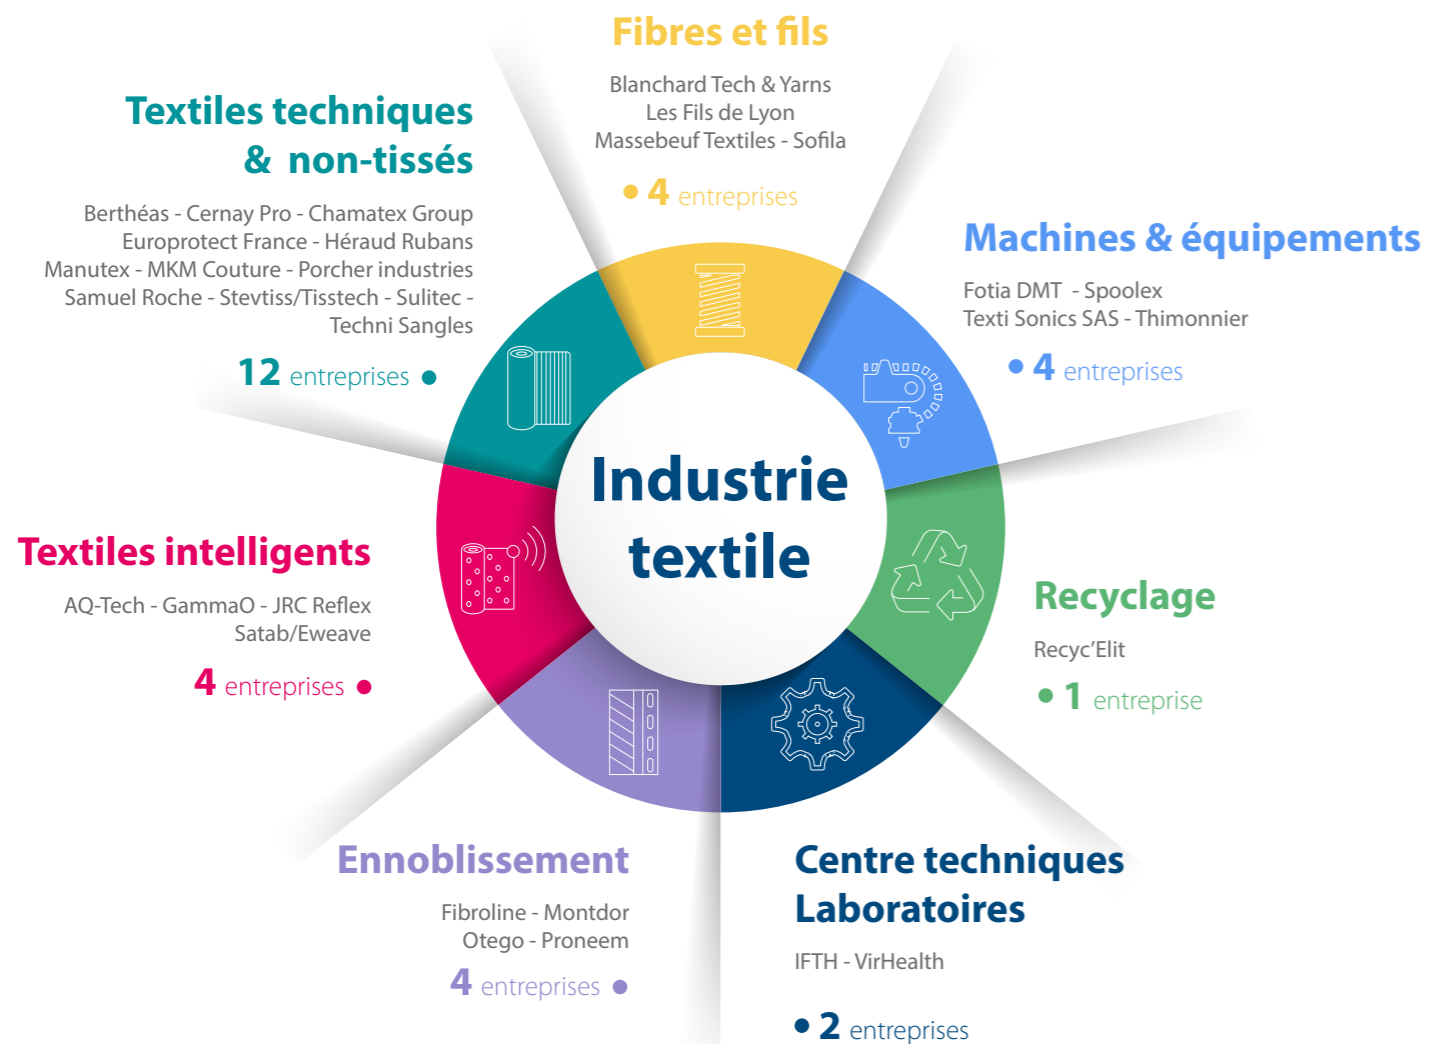 Fibres et fils
Blanchard Tech & Yarns
Les Fils de Lyon
Massebeuf Textiles - Sofila
• 4 entreprises
Textiles techniques
& non-tissés
Berthéas - Cernay Pro - Chamatex Group
Europrotect France - Héraud Rubans
Manutex - MKM Couture - Porcher industries
Samuel Roche - Stevtiss/Tisstech - Sulitec -
Techni Sangles
12 entreprises •
Machines & équipements
Fotia DMT - Spoolex
Texti Sonics SAS - Thimonnier
• 4 entreprises
Industrie
textile
Textiles intelligents
AQ-Tech - GammaO - JRC Reflex
Satab/Eweave
4 entreprises •
Recyclage
Recyc’Elit
• 1 entreprise
Ennoblissement
Fibroline - Montdor
Otego - Proneem
4 entreprises •
Centre techniques
Laboratoires
IFTH - VirHealth
• 2 entreprises